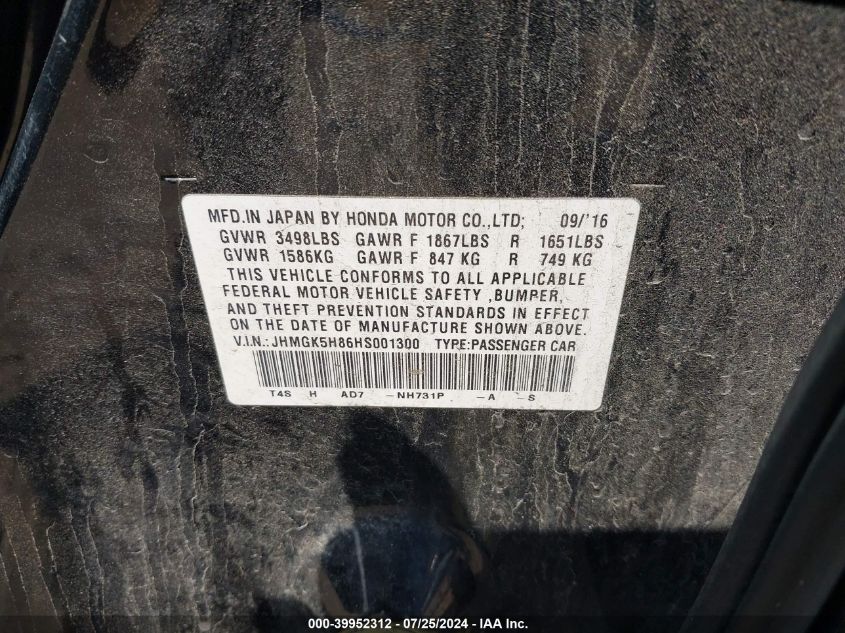 MFD.IN JAPAN BY HONDA MOTOR CO.,LTD; 09/'16
GVWR 3498LBS GAWR F 1867LBS R 1651LBS
GVWR 1586KG GAWR F 847 KG R 749 KG
THIS VEHICLE CONFORMS TO ALL APPLICABLE
FEDERAL MOTOR VEHICLE SAFETY ,BUMPER,
AND THEFT PREVENTION STANDARDS IN EFFECT
ON THE DATE OF MANUFACTURE SHOWN ABOVE.
V.I.N.: JHMGK5H86HS001300 TYPE:PASSENGER CAR
T4S H AD7 -NH731P -A -S
000-39952312 - 07/25/2024 - IAAI Inc.